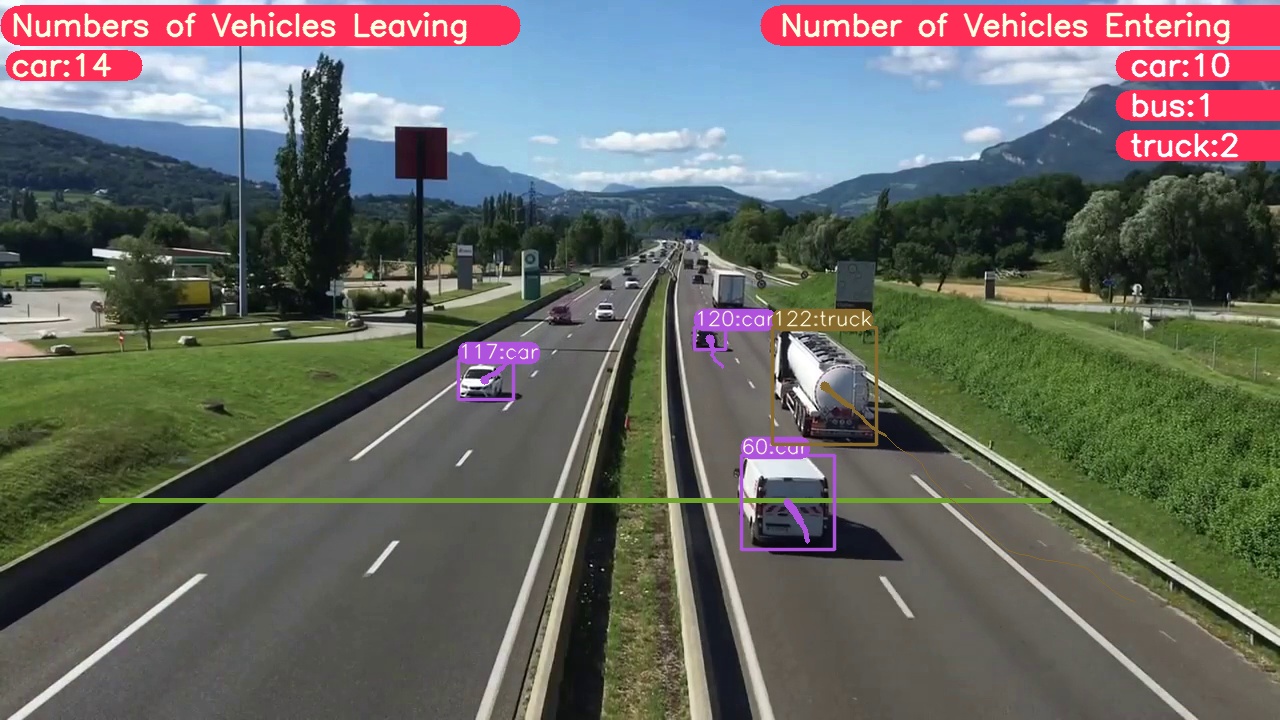 Numbers of Vehicles Leaving
car:14
Number of Vehicles Entering
car:10
bus:1
truck:2
120:car
122:truck
117:car
60:car